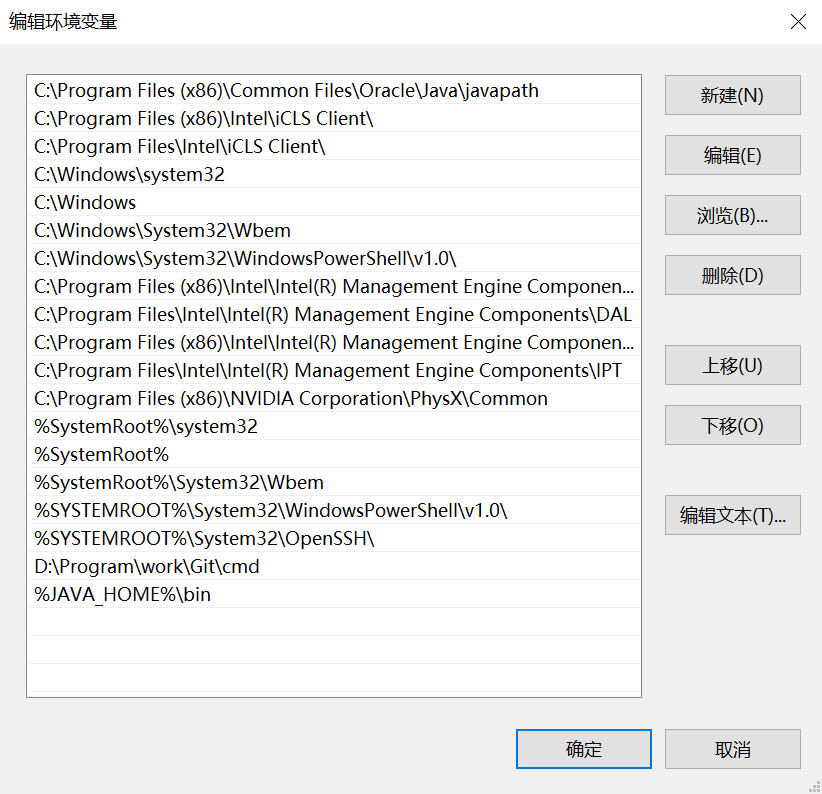 编辑环境变量
C:\Program Files (x86)\Common Files\Oracle\Java\javapath
C:\Program Files (x86)\Intel\iCLS Client\
C:\Program Files\Intel\iCLS Client\
C:\Windows\system32
C:\Windows
C:\Windows\System32\Wbem
C:\Windows\System32\WindowsPowerShell\v1.0\
C:\Program Files (x86)\Intel\Intel(R) Management Engine Componen...
C:\Program Files\Intel\Intel(R) Management Engine Components\DAL
C:\Program Files (x86)\Intel\Intel(R) Management Engine Componen...
C:\Program Files\Intel\Intel(R) Management Engine Components\IPT
C:\Program Files (x86)\NVIDIA Corporation\PhysX\Common
%SystemRoot%\system32
%SystemRoot%
%SystemRoot%\System32\Wbem
%SYSTEMROOT%\System32\WindowsPowerShell\v1.0\
%SYSTEMROOT%\System32\OpenSSH\
D:\Program\work\Git\cmd
%JAVA_HOME%\bin
新建(N)
编辑(E)
浏览(B)...
删除(D)
上移(U)
下移(O)
编辑文本(T)...
确定
取消